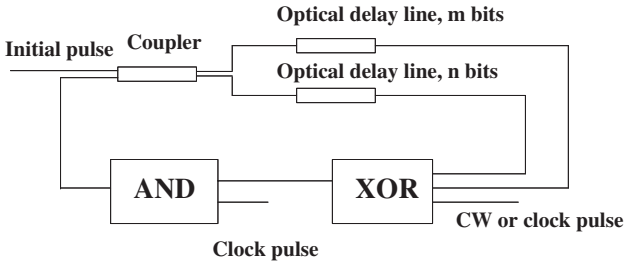 Optical delay line, m bits
Initial pulse
Coupler
Optical delay line, n bits
AND
XOR
CW or clock pulse
Clock pulse